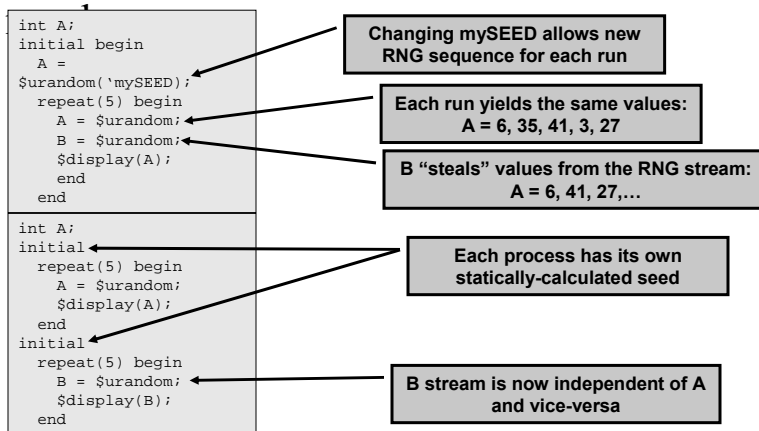 int A;
initial begin
A =
$urandom(‘mySEED);
repeat(5) begin
A = $urandom;
B = $urandom;
$display(A);
end
end
Changing mySEED allows new
RNG sequence for each run
Each run yields the same values:
A = 6, 35, 41, 3, 27
B “steals” values from the RNG stream:
A = 6, 41, 27,…
int A;
initial
repeat(5) begin
A = $urandom;
$display(A);
end
initial
repeat(5) begin
B = $urandom;
$display(B);
end
Each process has its own
statically-calculated seed
B stream is now independent of A
and vice-versa